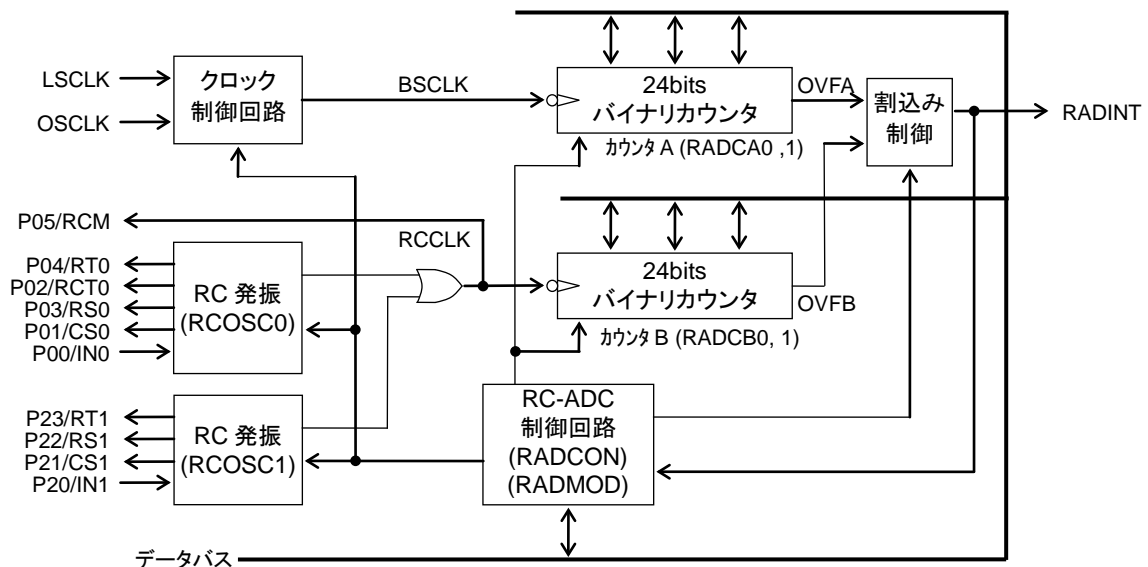 LSCLK
OSCLK
クロック
制御回路
BSCLK
24bits
バイナリカウンタ
OVFA
割込み
制御
RADINT
ｶｳﾝﾀ A (RADCA0 ,1)
P05/RCM
RCCLK
P04/RT0
P02/RCT0
P03/RS0
P01/CS0
P00/IN0
RC 発振
(RCOSC0)
24bits
バイナリカウンタ
OVFB
ｶｳﾝﾀ B (RADCB0, 1)
P23/RT1
P22/RS1
P21/CS1
P20/IN1
RC 発振
(RCOSC1)
RC-ADC
制御回路
(RADCON)
(RADMOD)
データバス